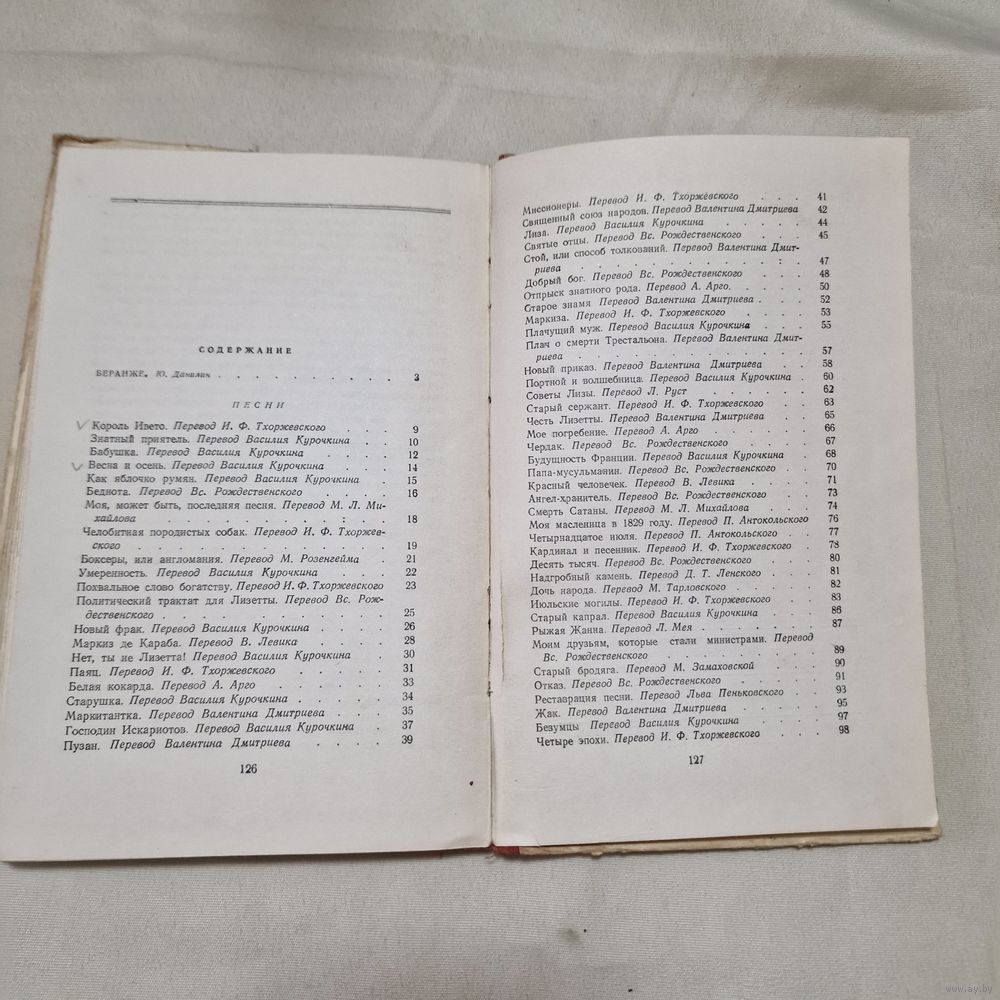 СОДЕРЖАНИЕ
БЕРАНЖЕ. Ю. Данилин . . . . . . . . . . 3
ПЕСНИ
Король Ивето. Перевод И. Ф. Тхоржевского 9
Знатный приятель. Перевод Василия Курочкина . . 10
Бабушка. Перевод Василия Курочкина . . . . 12
Весна и осень. Перевод Василия Курочкина . . . 14
Как яблочко румян. Перевод Василия Курочкина . 15
Беднота. Перевод Вс. Рождественского . . . . 16
Моя, может быть, последняя песня. Перевод М. Л. Ми-
хайлова . . . . . . . . . . 18
Челобитная породистых собак. Перевод И. Ф. Тхоржев-
ского . . . . . . . . . . . 19
Боксеры, или англомания. Перевод М. Розенгейма . 21
Умеренность. Перевод Василия Курочкина . . . 22
Похвальное слово богатству. Перевод И. Ф. Тхоржевского 23
Политический трактат для Лизетты. Перевод Вс. Рож-
дественского . . . . . . . . . 25
Новый фрак. Перевод Василия Курочкина . . . . 26
Маркиз де Караба. Перевод В. Левика . . . . 28
Нет, ты не Лизетта! Перевод Василия Курочкина . . 30
Паяц. Перевод И. Ф. Тхоржевского . . . . . 31
Белая кокарда. Перевод А. Арго . . . . . . 33
Старушка. Перевод Василия Курочкина . . . . 34
Маркитантка. Перевод Валентина Дмитриева . . . 35
Господин Искариотов. Перевод Василия Курочкина . 37
Пузан. Перевод Валентина Дмитриева . . . . 39
126
Миссионеры. Перевод И. Ф. Тхоржевского . . . 41
Священный союз народов. Перевод Валентина Дмитриева 42
Лиза. Перевод Василия Курочкина . . . . . 44
Святые отцы. Перевод Вс. Рождественского . . . 45
Стой, или способ толкований. Перевод Валентина Дмит-
риева . . . . . . . . . . . 47
Добрый бог. Перевод Вс. Рождественского . . . 48
Отпрыск знатного рода. Перевод А. Арго. . . . 50
Старое знамя Перевод Валентина Дмитриева . . . 52
Маркиза. Перевод И. Ф. Тхоржевского . . . . 53
Плачущий муж. Перевод Василия Курочкина . . . 55
Плач о смерти Трестальона. Перевод Валентина Дмит-
риева . . . . . . . . . . . 57
Новый приказ. Перевод Валентина Дмитриева . . . 58
Портной и волшебница. Перевод Василия Курочкина . 60
Советы Лизы. Перевод Л. Руст . . . . . . 62
Старый сержант. Перевод И. Ф. Тхоржевского . . 63
Честь Лизетты. Перевод Валентина Дмитриева . . 65
Мое погребение. Перевод А. Арго . . . . . 66
Чердак. Перевод Вс. Рождественского . . . . 67
Будущность Франции. Перевод Василия Курочкина . 68
Папа-мусульманин. Перевод Вс. Рождественского . . 70
Красный человечек. Перевод В. Левика . . . . 71
Ангел-хранитель. Перевод Вс. Рождественского . . 73
Смерть Сатаны. Перевод М. Л. Михайлова . . . 74
Моя масленица в 1829 году. Перевод П. Антокольского 76
Четырнадцатое июля. Перевод П. Антокольского . . 77
Кардинал и песенник. Перевод И. Ф. Тхоржевского . 78
Десять тысяч. Перевод Вс. Рождественского . . . 80
Надгробный камень. Перевод Д. Т. Ленского . . . 81
Дочь народа. Перевод М. Тарловского . . . . 82
Июльские могилы. Перевод И. Ф. Тхоржевского . . 83
Старый капрал. Перевод Василия Курочкина . . . 86
Рыжая Жанна. Перевод Л. Мея . . . . . . 87
Моим друзьям, которые стали министрами. Перевод
Вс. Рождественского . . . . . . . 89
Старый бродяга. Перевод М. Замаховской . . . . 90
Отказ. Перевод Вс. Рождественского . . . . . 91
Реставрация песни. Перевод Льва Пеньковского . . 93
Жак. Перевод Валентина Дмитриева . . . . . 95
Безумцы Перевод Василия Курочкина . . . . 97
Четыре эпохи. Перевод И. Ф. Тхоржевского . . . 98
127
www.ay.by